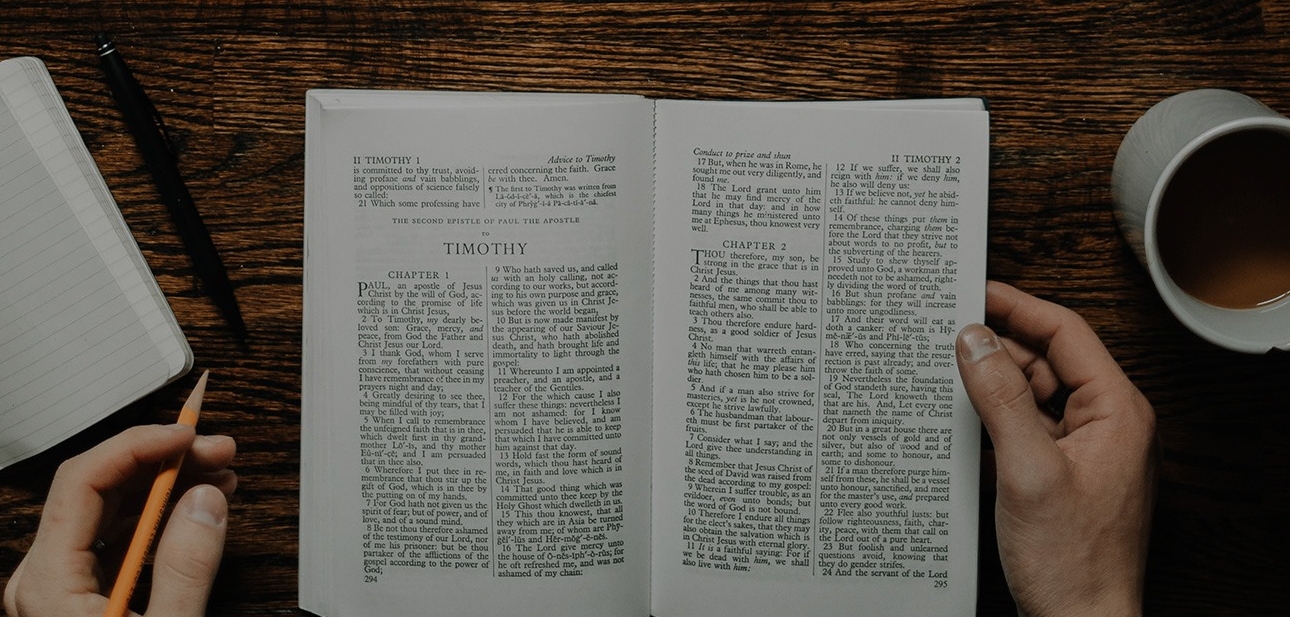 II TIMOTHY 1
Advice to Timothy
is committed to thy trust, avoid-
ing profane and vain babblings,
and oppositions of science falsely
so called:
21 Which some professing have
erred concerning the faith. Grace
be with thee. Amen.
¶ The first to Timothy was written from
Lā-ŏd-ĭ-cē'-ȧ, which is the chiefest
city of Phrўg'-ĭ-ȧ Pȧ-cȧ-tĭ-ā'-nȧ.
THE SECOND EPISTLE OF PAUL THE APOSTLE
TO
TIMOTHY
CHAPTER 1
PAUL, an apostle of Jesus
Christ by the will of God, ac-
cording to the promise of life
which is in Christ Jesus,
2 To Timothy, my dearly be-
loved son: Grace, mercy, and
peace, from God the Father and
Christ Jesus our Lord.
3 I thank God, whom I serve
from my forefathers with pure
conscience, that without ceasing
I have remembrance of thee in my
prayers night and day;
4 Greatly desiring to see thee,
being mindful of thy tears, that I
may be filled with joy;
5 When I call to remembrance
the unfeigned faith that is in thee,
which dwelt first in thy grand-
mother Lō'-ĭs, and thy mother
Eū-nī'-çē; and I am persuaded
that in thee also.
6 Wherefore I put thee in re-
membrance that thou stir up the
gift of God, which is in thee by
the putting on of my hands.
7 For God hath not given us the
spirit of fear; but of power, and of
love, and of a sound mind.
8 Be not thou therefore ashamed
of the testimony of our Lord, nor
of me his prisoner: but be thou
partaker of the afflictions of the
gospel according to the power of
God;
294
9 Who hath saved us, and called
us with an holy calling, not ac-
cording to our works, but accord-
ing to his own purpose and grace,
which was given us in Christ Je-
sus before the world began,
10 But is now made manifest by
the appearing of our Saviour Je-
sus Christ, who hath abolished
death, and hath brought life and
immortality to light through the
gospel:
11 Whereunto I am appointed a
preacher, and an apostle, and a
teacher of the Gentiles.
12 For the which cause I also
suffer these things: nevertheless I
am not ashamed: for I know
whom I have believed, and am
persuaded that he is able to keep
that which I have committed unto
him against that day.
13 Hold fast the form of sound
words, which thou hast heard of
me, in faith and love which is in
Christ Jesus.
14 That good thing which was
committed unto thee keep by the
Holy Ghost which dwelleth in us.
15 This thou knowest, that all
they which are in Asia be turned
away from me; of whom are Phў-
ġĕl'-lŭs and Hēr-mŏġ'-ē-nēs.
16 The Lord give mercy unto
the house of Ŏ-nĕs-ĭph'-ō-rŭs; for
he oft refreshed me, and was not
ashamed of my chain:
Conduct to prize and shun
II TIMOTHY 2
17 But, when he was in Rome, he
sought me out very diligently, and
found me.
18 The Lord grant unto him
that he may find mercy of the
Lord in that day: and in how
many things he ministered unto
me at Ephesus, thou knowest very
well.
CHAPTER 2
THOU therefore, my son, be
strong in the grace that is in
Christ Jesus.
2 And the things that thou hast
heard of me among many wit-
nesses, the same commit thou to
faithful men, who shall be able to
teach others also.
3 Thou therefore endure hard-
ness, as a good soldier of Jesus
Christ.
4 No man that warreth entan-
gleth himself with the affairs of
this life; that he may please him
who hath chosen him to be a sol-
dier.
5 And if a man also strive for
masteries, yet is he not crowned,
except he strive lawfully.
6 The husbandman that labour-
eth must be first partaker of the
fruits.
7 Consider what I say; and the
Lord give thee understanding in
all things.
8 Remember that Jesus Christ of
the seed of David was raised from
the dead according to my gospel:
9 Wherein I suffer trouble, as an
evildoer, even unto bonds; but
the word of God is not bound.
10 Therefore I endure all things
for the elect's sakes, that they may
also obtain the salvation which is
in Christ Jesus with eternal glory.
11 It is a faithful saying: For if
we be dead with him, we shall
also live with him:
12 If we suffer, we shall also
reign with him: if we deny him,
he also will deny us:
13 If we believe not, yet he abid-
eth faithful: he cannot deny him-
self.
14 Of these things put them in
remembrance, charging them be-
fore the Lord that they strive not
about words to no profit, but to
the subverting of the hearers.
15 Study to shew thyself ap-
proved unto God, a workman that
needeth not to be ashamed, right-
ly dividing the word of truth.
16 But shun profane and vain
babblings: for they will increase
unto more ungodliness.
17 And their word will eat as
doth a canker: of whom is Hў-
mē-næ'-ŭs and Phĭ-lē'-tŭs;
18 Who concerning the truth
have erred, saying that the resur-
rection is past already; and over-
throw the faith of some.
19 Nevertheless the foundation
of God standeth sure, having this
seal, The Lord knoweth them
that are his. And, Let every one
that nameth the name of Christ
depart from iniquity.
20 But in a great house there are
not only vessels of gold and of
silver, but also of wood and of
earth; and some to honour, and
some to dishonour.
21 If a man therefore purge him-
self from these, he shall be a vessel
unto honour, sanctified, and meet
for the master's use, and prepared
unto every good work.
22 Flee also youthful lusts: but
follow righteousness, faith, char-
ity, peace, with them that call on
the Lord out of a pure heart.
23 But foolish and unlearned
questions avoid, knowing that
they do gender strifes.
24 And the servant of the Lord
295